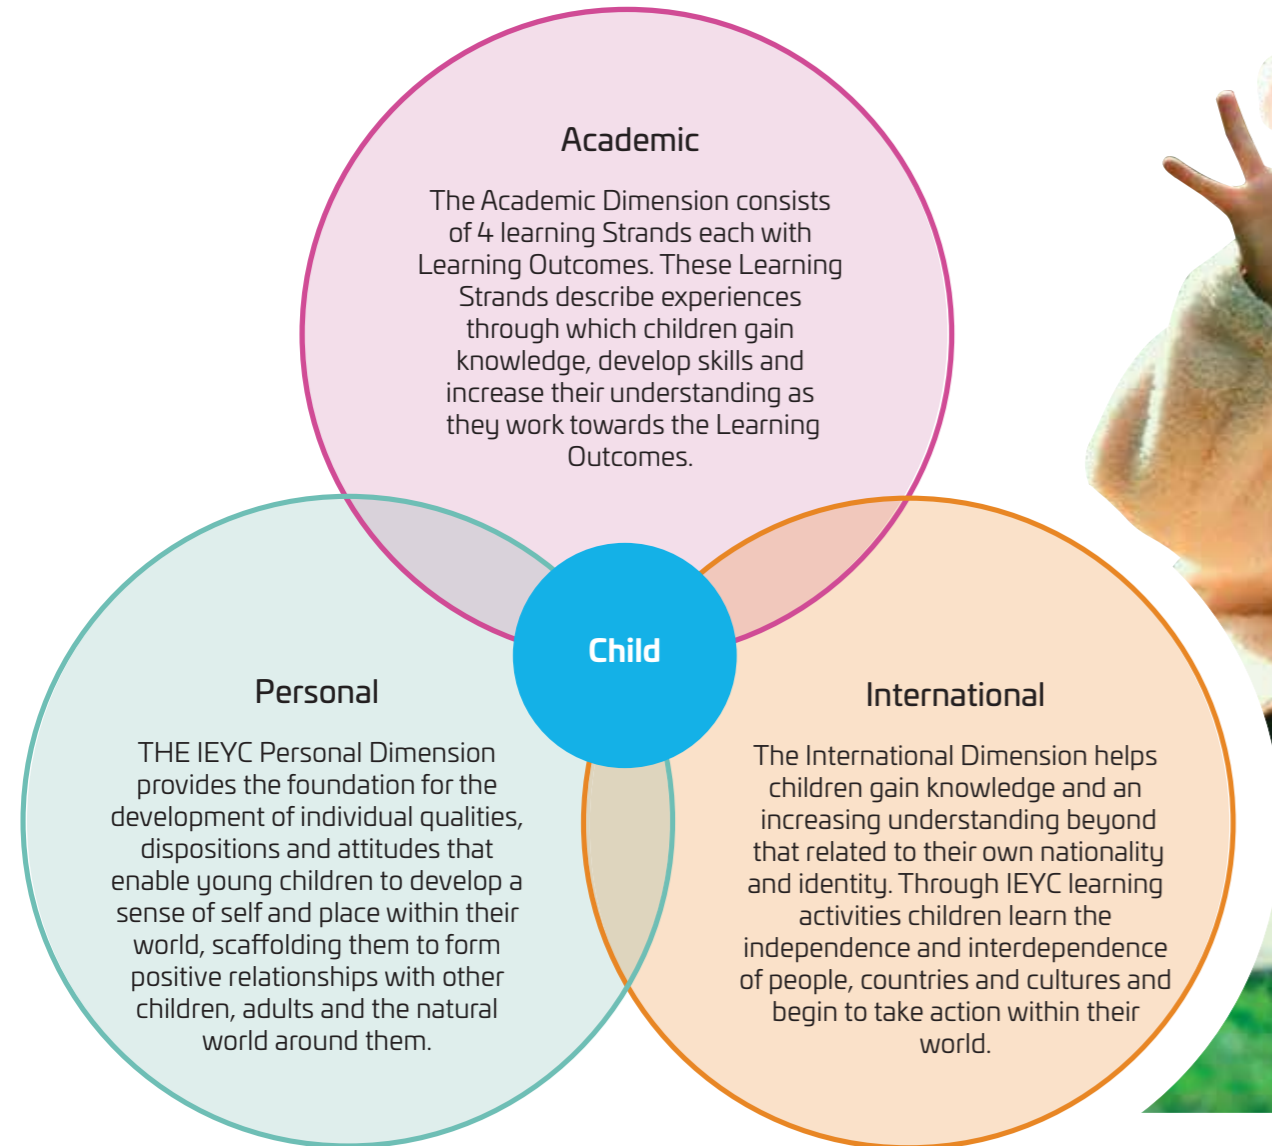 Academic
The Academic Dimension consists
of 4 learning Strands each with
Learning Outcomes. These Learning
Strands describe experiences
through which children gain
knowledge, develop skills and
increase their understanding as
they work towards the Learning
Outcomes.
Child
Personal
THE IEYC Personal Dimension
provides the foundation for the
development of individual qualities,
dispositions and attitudes that
enable young children to develop a
sense of self and place within their
world, scaffolding them to form
positive relationships with other
children, adults and the natural
world around them.
International
The International Dimension helps
children gain knowledge and an
increasing understanding beyond
that related to their own nationality
and identity. Through IEYC learning
activities children learn the
independence and interdependence
of people, countries and cultures and
begin to take action within their
world.